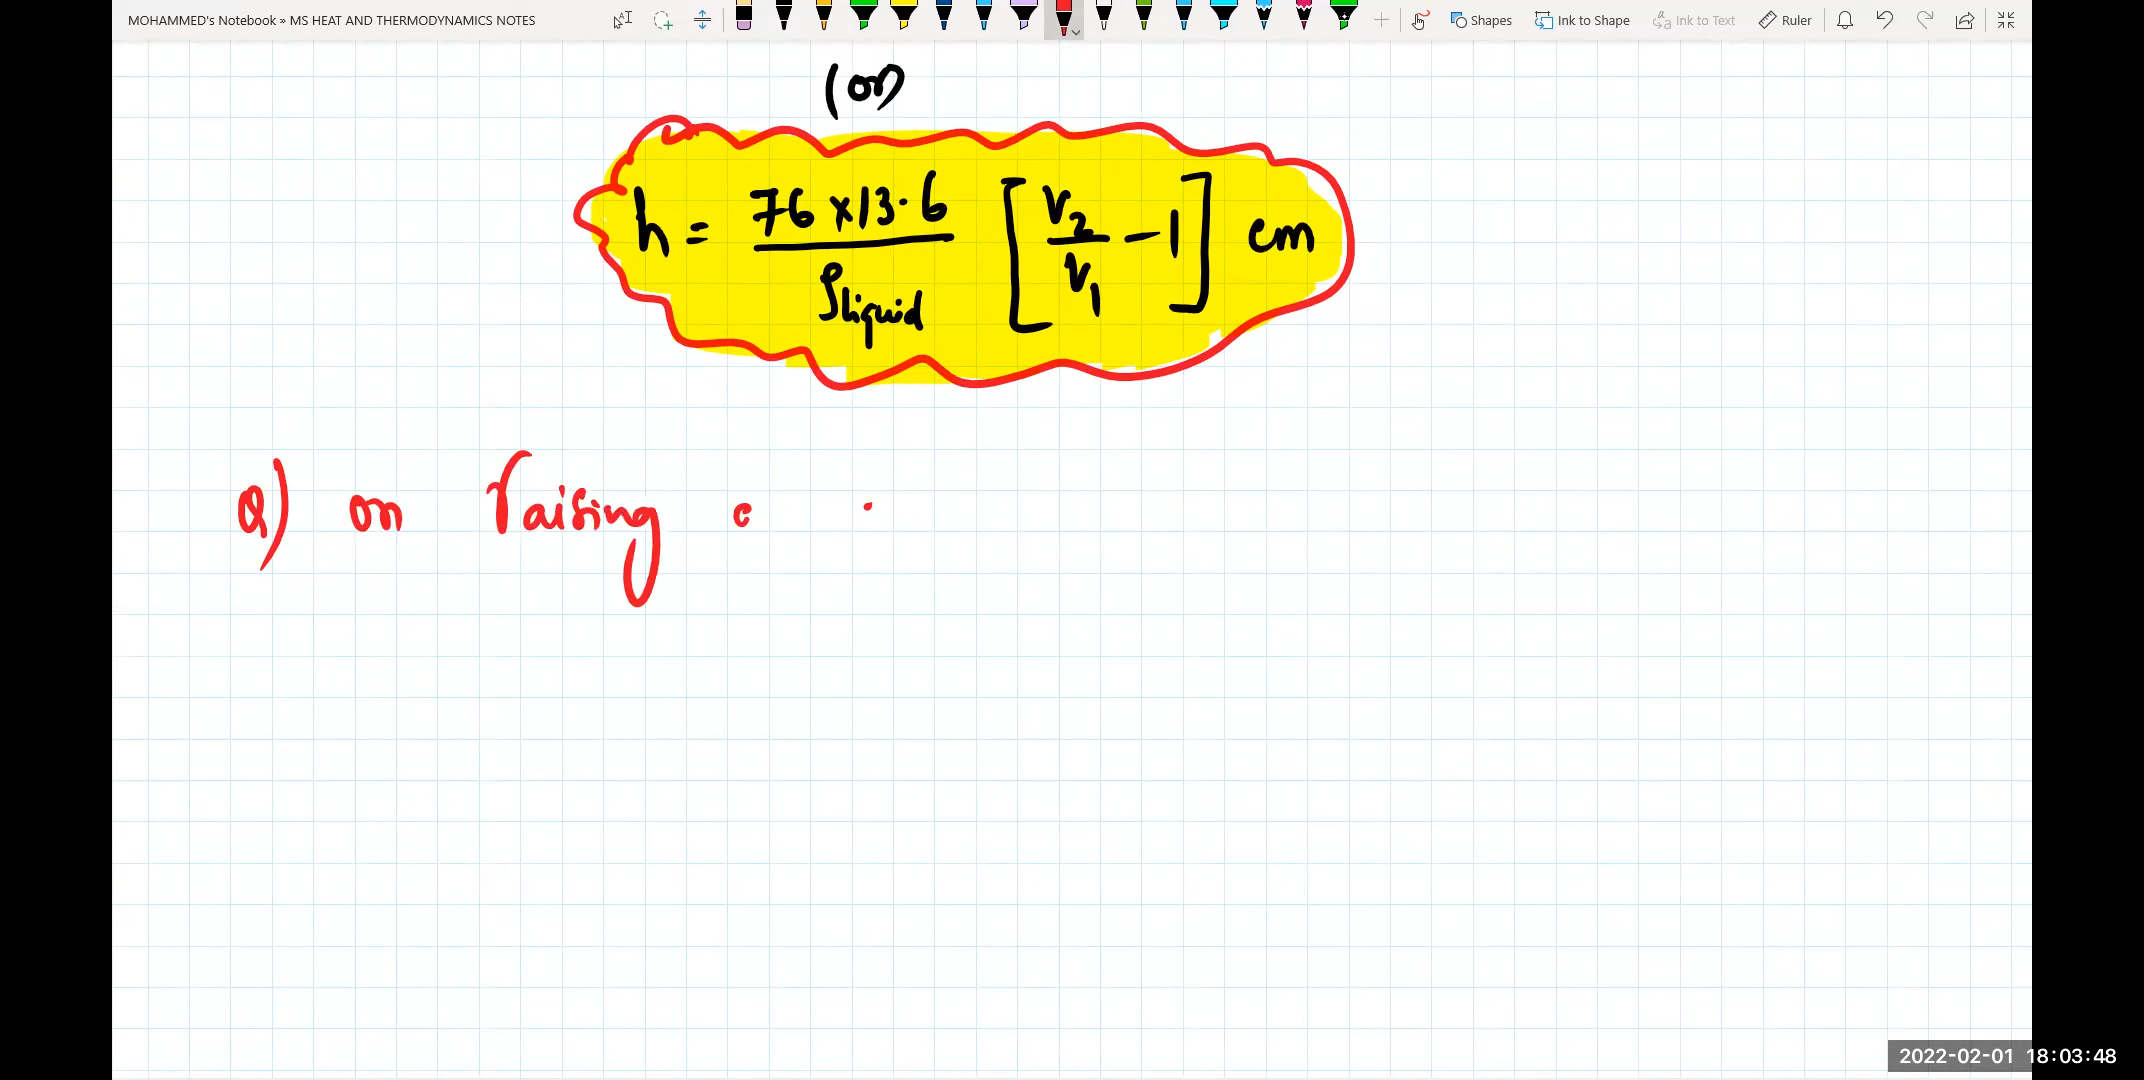 MOHAMMED's Notebook » MS HEAT AND THERMODYNAMICS NOTES Shapes Ink to Shape Ink to Text Ruler
(or)
h = 76 x 13.6 / ρliquid [ V2 / V1 - 1 ] cm
Q) on raising
2022-02-01 18:03:48